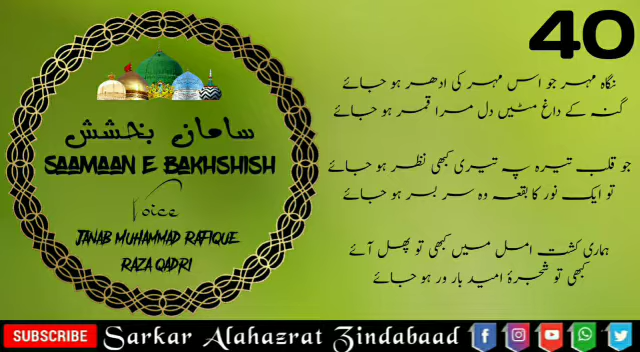 40
سامان بخشش
SAAMAAN E BAKHSHISH
Voice
JANAB MUHAMMAD RAFIQUE
RAZA QADRI
نگاہ مہر جو اس مہر کی ادھر ہو جائے
گنہ کے داغ مٹیں دل مرا قمر ہو جائے
جو قلب تیرہ پہ تیری کبھی نظر ہو جائے
تو ایک نور کا بقعہ وہ سر بسر ہو جائے
ہماری کشت امل میں کبھی تو پھل آئے
کبھی تو شجرۂ امید بار ور ہو جائے
SUBSCRIBE
Sarkar Alahazrat Zindabaad